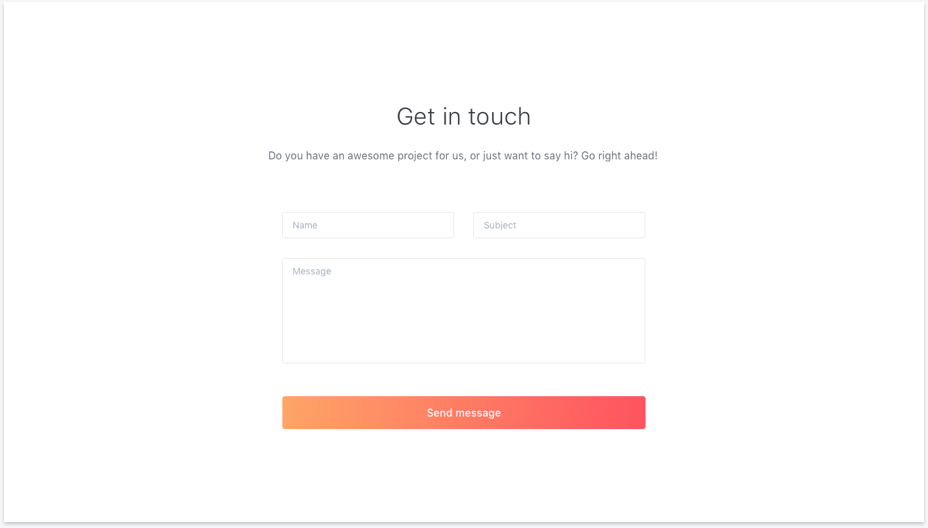 Get in touch
Do you have an awesome project for us, or just want to say hi? Go right ahead!
Name
Subject
Message
Send message